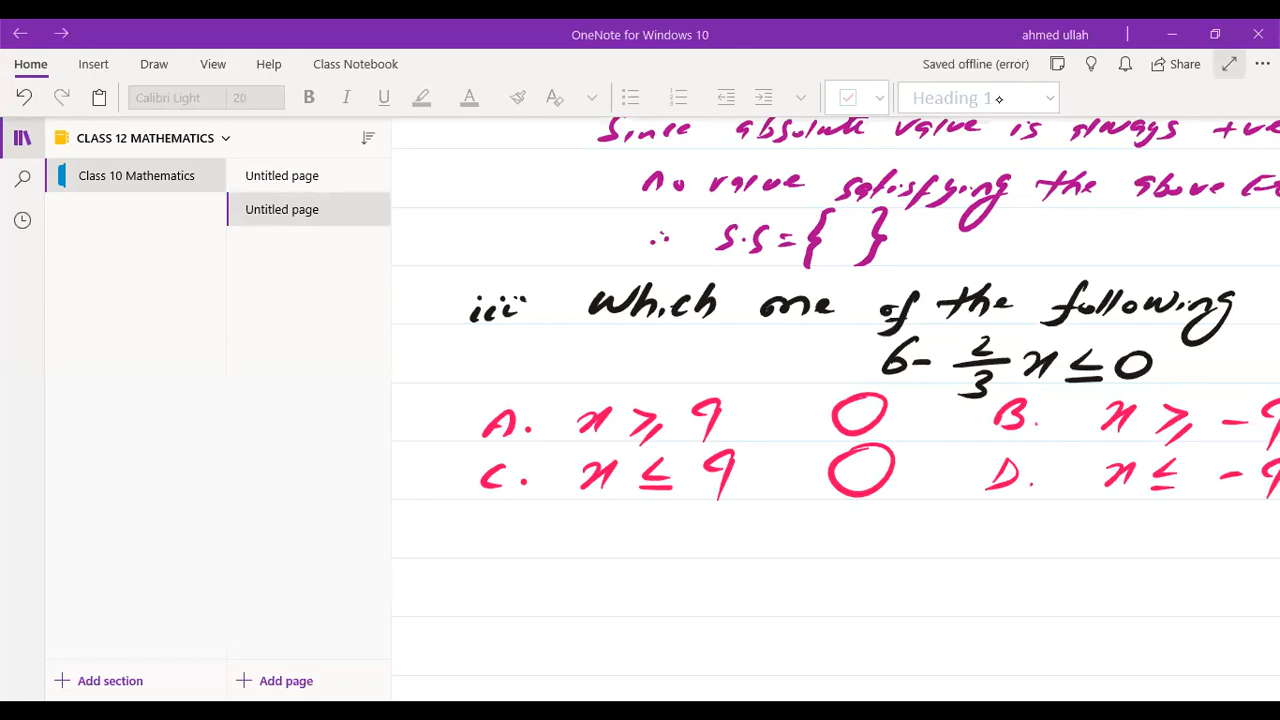 OneNote for Windows 10
ahmed ullah
Home Insert Draw View Help Class Notebook
Saved offline (error) Share
Calibri Light 20 B I U A Heading 1
CLASS 12 MATHEMATICS
Class 10 Mathematics
Untitled page
Untitled page
Since absolute value is always +ve
No value satisfying the above
∴ S.S = { }
iii Which one of the following
6 - 2/3 x ≤ 0
A. x ≥ 9 B. x ≥ -9
C. x ≤ 9 D. x ≤ -9
Add section
Add page